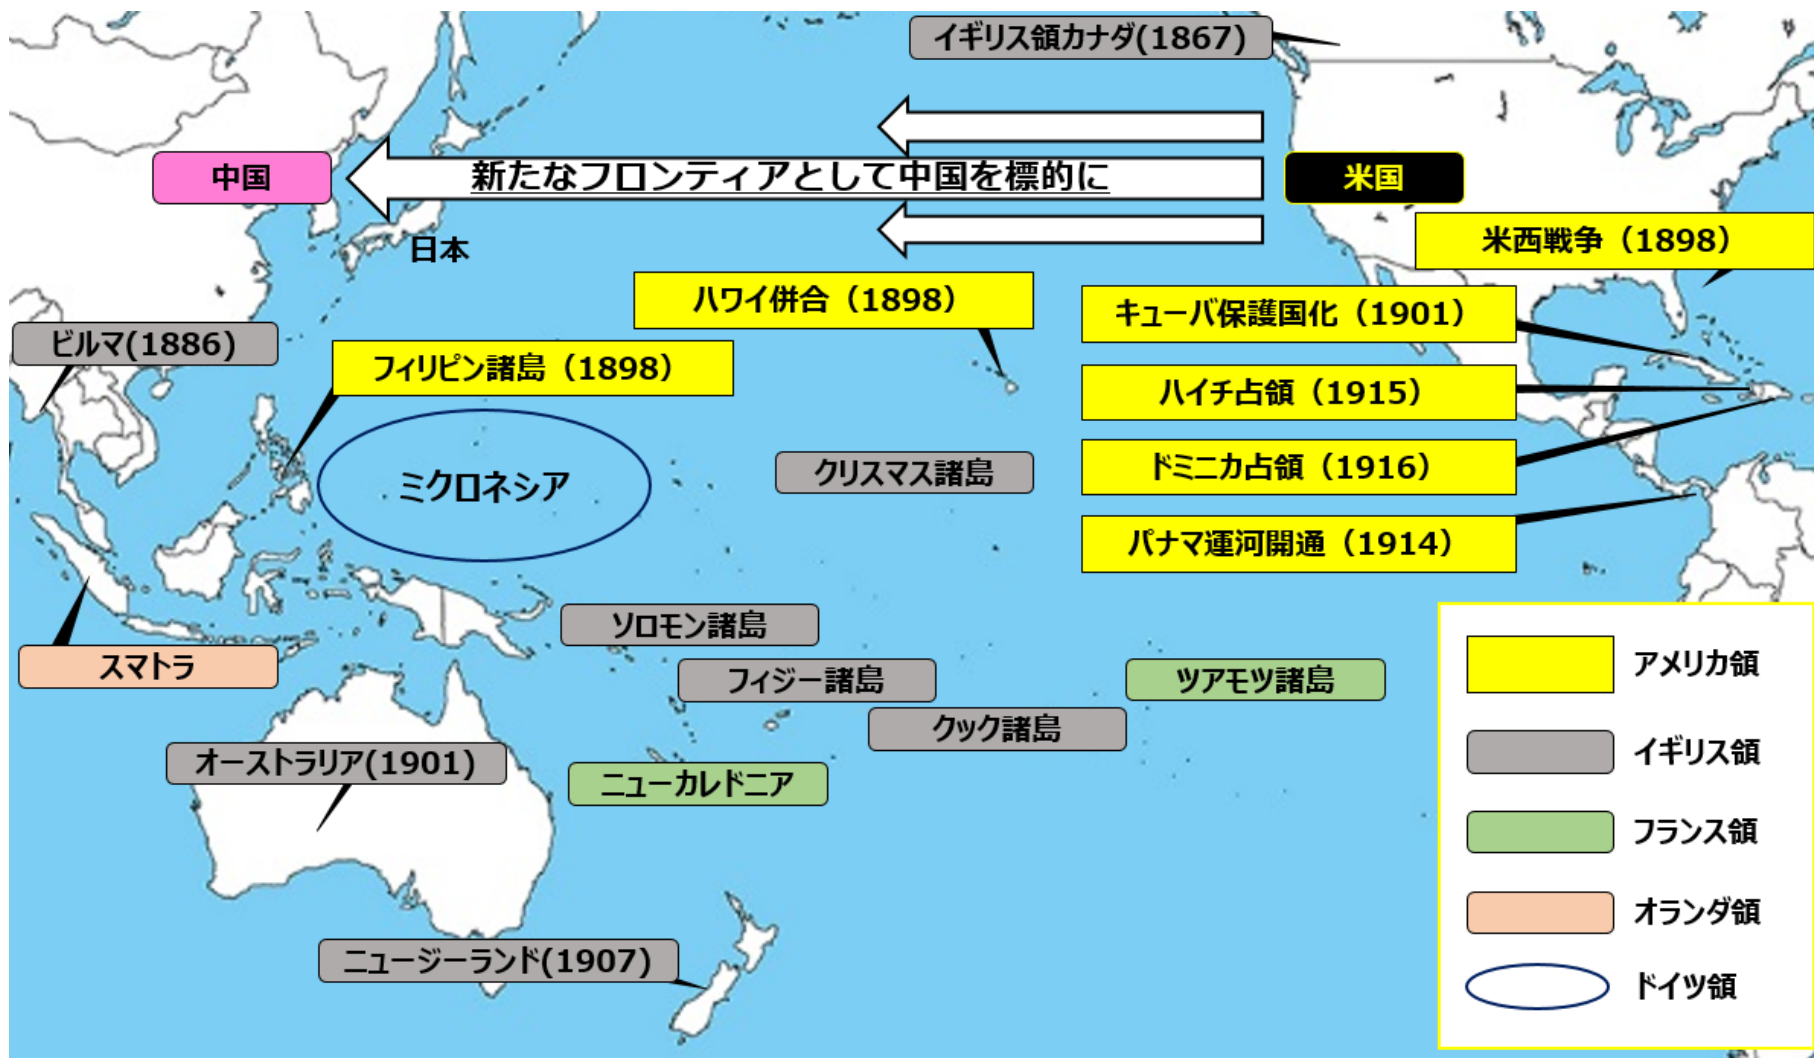 イギリス領カナダ(1867)
中国
新たなフロンティアとして中国を標的に
米国
日本
米西戦争（1898）
ハワイ併合（1898）
キューバ保護国化（1901）
ビルマ(1886)
フィリピン諸島（1898）
ハイチ占領（1915）
ミクロネシア
クリスマス諸島
ドミニカ占領（1916）
パナマ運河開通（1914）
ソロモン諸島
スマトラ
フィジー諸島
ツアモツ諸島
クック諸島
オーストラリア(1901)
ニューカレドニア
ニュージーランド(1907)
アメリカ領
イギリス領
フランス領
オランダ領
ドイツ領